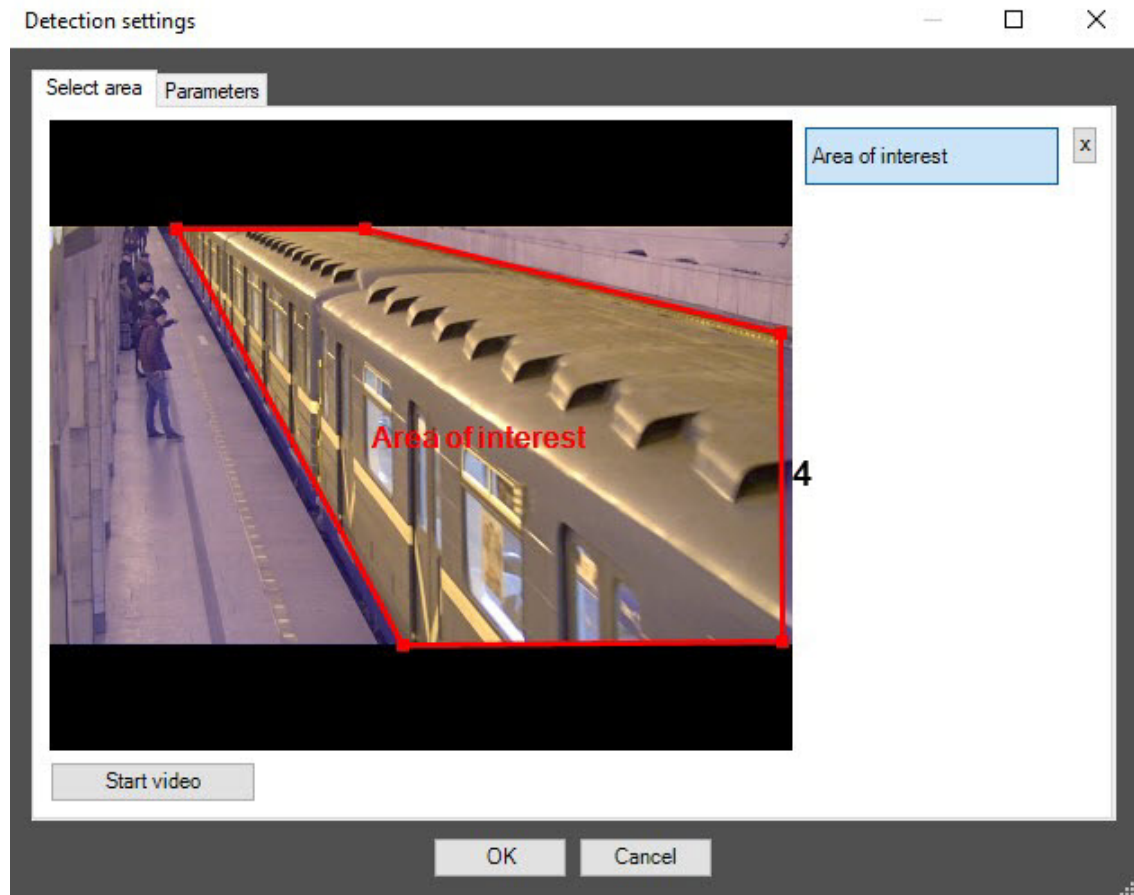 Detection settings
Select area
Parameters
Area of interest
x
Area of interest
4
Start video
OK
Cancel